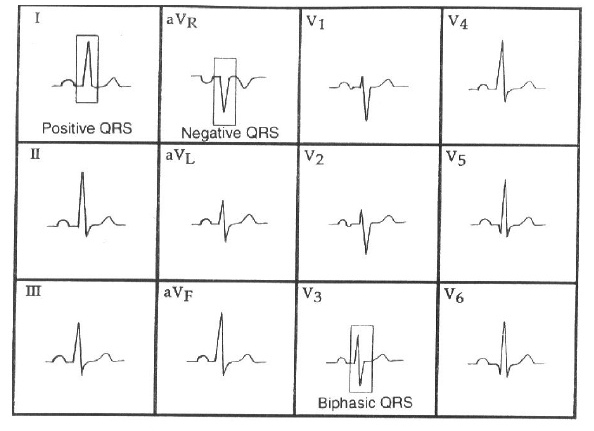 I aVR V1 V4
Positive QRS Negative QRS
II aVL V2 V5
III aVF V3 V6
Biphasic QRS